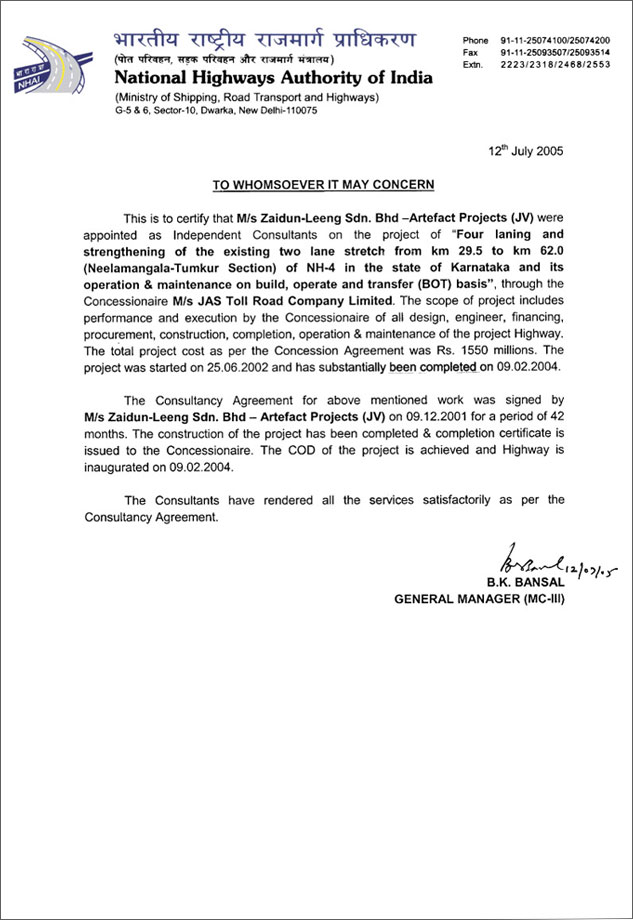 भारतीय राष्ट्रीय राजमार्ग प्राधिकरण
(पोत परिवहन, सड़क परिवहन और राजमार्ग मंत्रालय)
National Highways Authority of India
(Ministry of Shipping, Road Transport and Highways)
G-5 & 6, Sector-10, Dwarka, New Delhi-110075
Phone 91-11-25074100/25074200
Fax 91-11-25093507/25093514
Extn. 2223/2318/2468/2553
NHAI
12th July 2005
TO WHOMSOEVER IT MAY CONCERN
This is to certify that M/s Zaidun-Leeng Sdn. Bhd –Artefact Projects (JV) were
appointed as Independent Consultants on the project of "Four laning and
strengthening of the existing two lane stretch from km 29.5 to km 62.0
(Neelamangala-Tumkur Section) of NH-4 in the state of Karnataka and its
operation & maintenance on build, operate and transfer (BOT) basis", through the
Concessionaire M/s JAS Toll Road Company Limited. The scope of project includes
performance and execution by the Concessionaire of all design, engineer, financing,
procurement, construction, completion, operation & maintenance of the project Highway.
The total project cost as per the Concession Agreement was Rs. 1550 millions. The
project was started on 25.06.2002 and has substantially been completed on 09.02.2004.
The Consultancy Agreement for above mentioned work was signed by
M/s Zaidun-Leeng Sdn. Bhd – Artefact Projects (JV) on 09.12.2001 for a period of 42
months. The construction of the project has been completed & completion certificate is
issued to the Concessionaire. The COD of the project is achieved and Highway is
inaugurated on 09.02.2004.
The Consultants have rendered all the services satisfactorily as per the
Consultancy Agreement.
12/07/05
B.K. BANSAL
GENERAL MANAGER (MC-III)